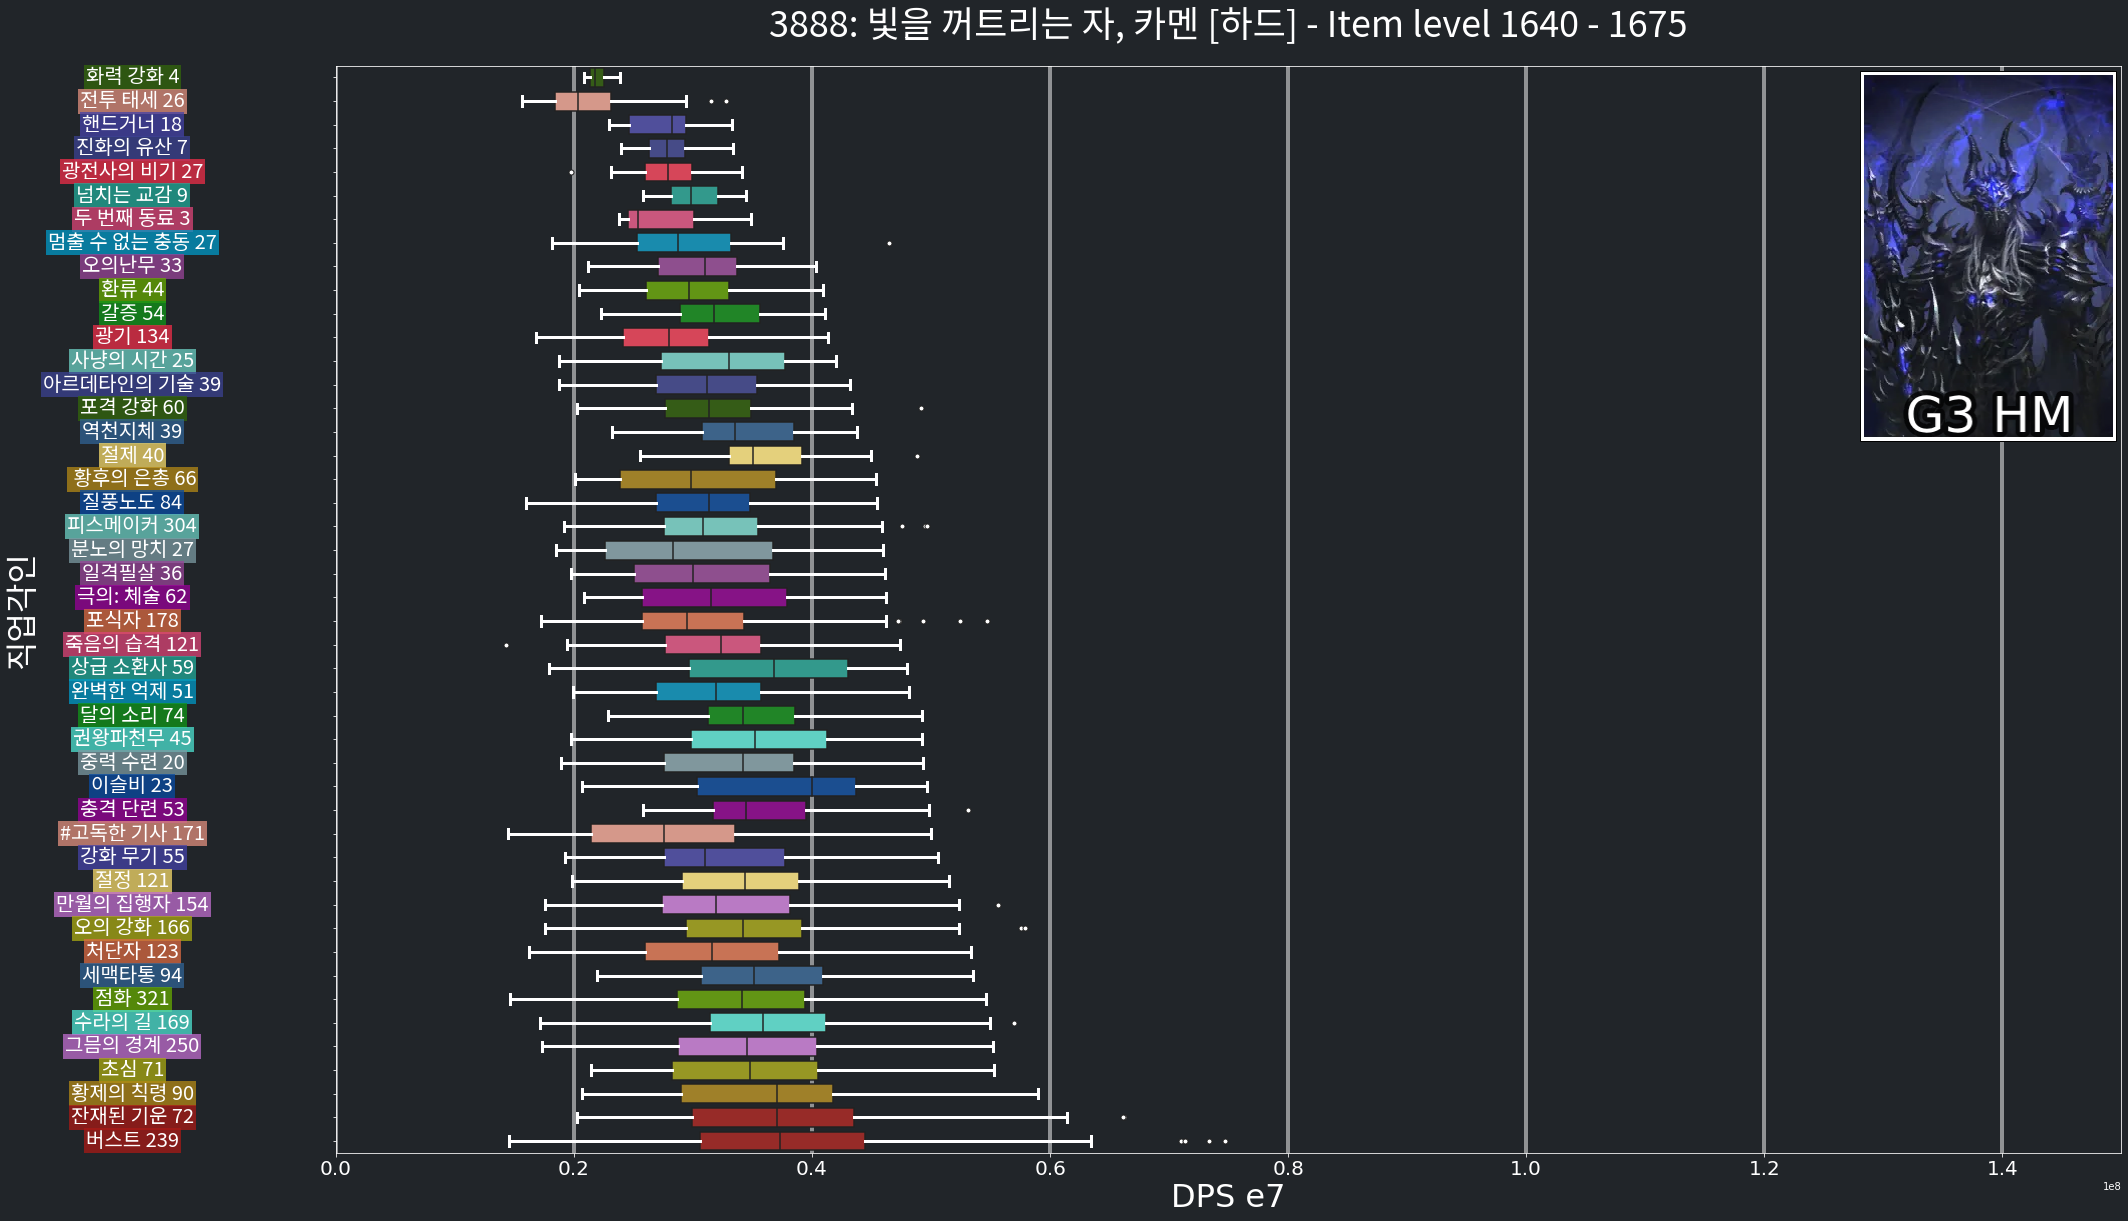 3888: 빛을 꺼트리는 자, 카멘 [하드] - Item level 1640 - 1675
직업각인
화력 강화 4
전투 태세 26
핸드거너 18
진화의 유산 7
광전사의 비기 27
넘치는 교감 9
두 번째 동료 3
멈출 수 없는 충동 27
오의난무 33
환류 44
갈증 54
광기 134
사냥의 시간 25
아르데타인의 기술 39
포격 강화 60
역천지체 39
절제 40
황후의 은총 66
질풍노도 84
피스메이커 304
분노의 망치 27
일격필살 36
극의: 체술 62
포식자 178
죽음의 습격 121
상급 소환사 59
완벽한 억제 51
달의 소리 74
권왕파천무 45
중력 수련 20
이슬비 23
충격 단련 53
#고독한 기사 171
강화 무기 55
절정 121
만월의 집행자 154
오의 강화 166
처단자 123
세맥타통 94
점화 321
수라의 길 169
그믐의 경계 250
초심 71
황제의 칙령 90
잔재된 기운 72
버스트 239
G3 HM
0.0 0.2 0.4 0.6 0.8 1.0 1.2 1.4
1e8
DPS e7